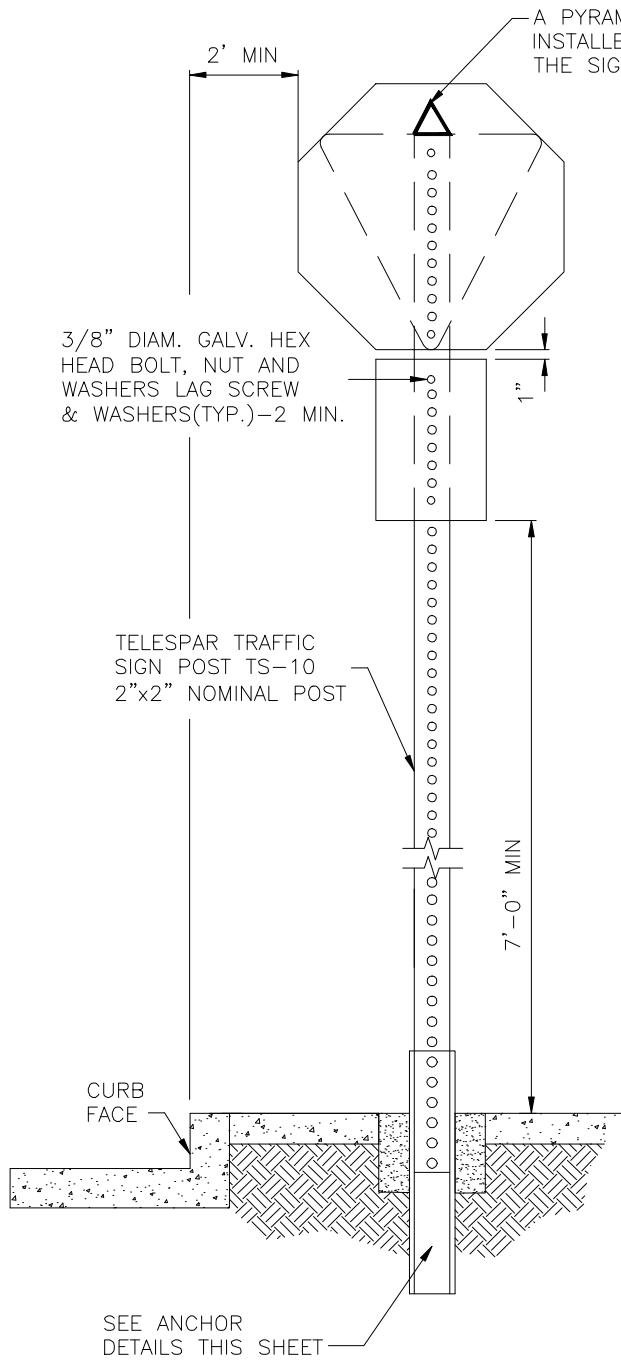 A PYRAM
INSTALLE
THE SIG
2' MIN
3/8" DIAM. GALV. HEX
HEAD BOLT, NUT AND
WASHERS LAG SCREW
& WASHERS(TYP.)-2 MIN.
1"
TELESPAR TRAFFIC
SIGN POST TS-10
2"x2" NOMINAL POST
7'-0" MIN
CURB
FACE
SEE ANCHOR
DETAILS THIS SHEET